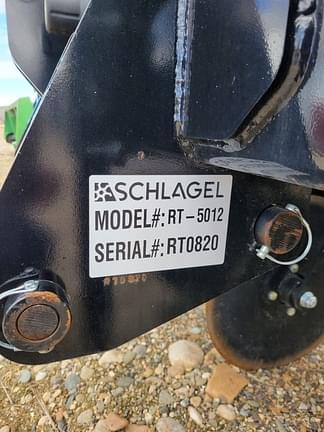 SCHLAGEL
MODEL#: RT-5012
SERIAL#: RT0820